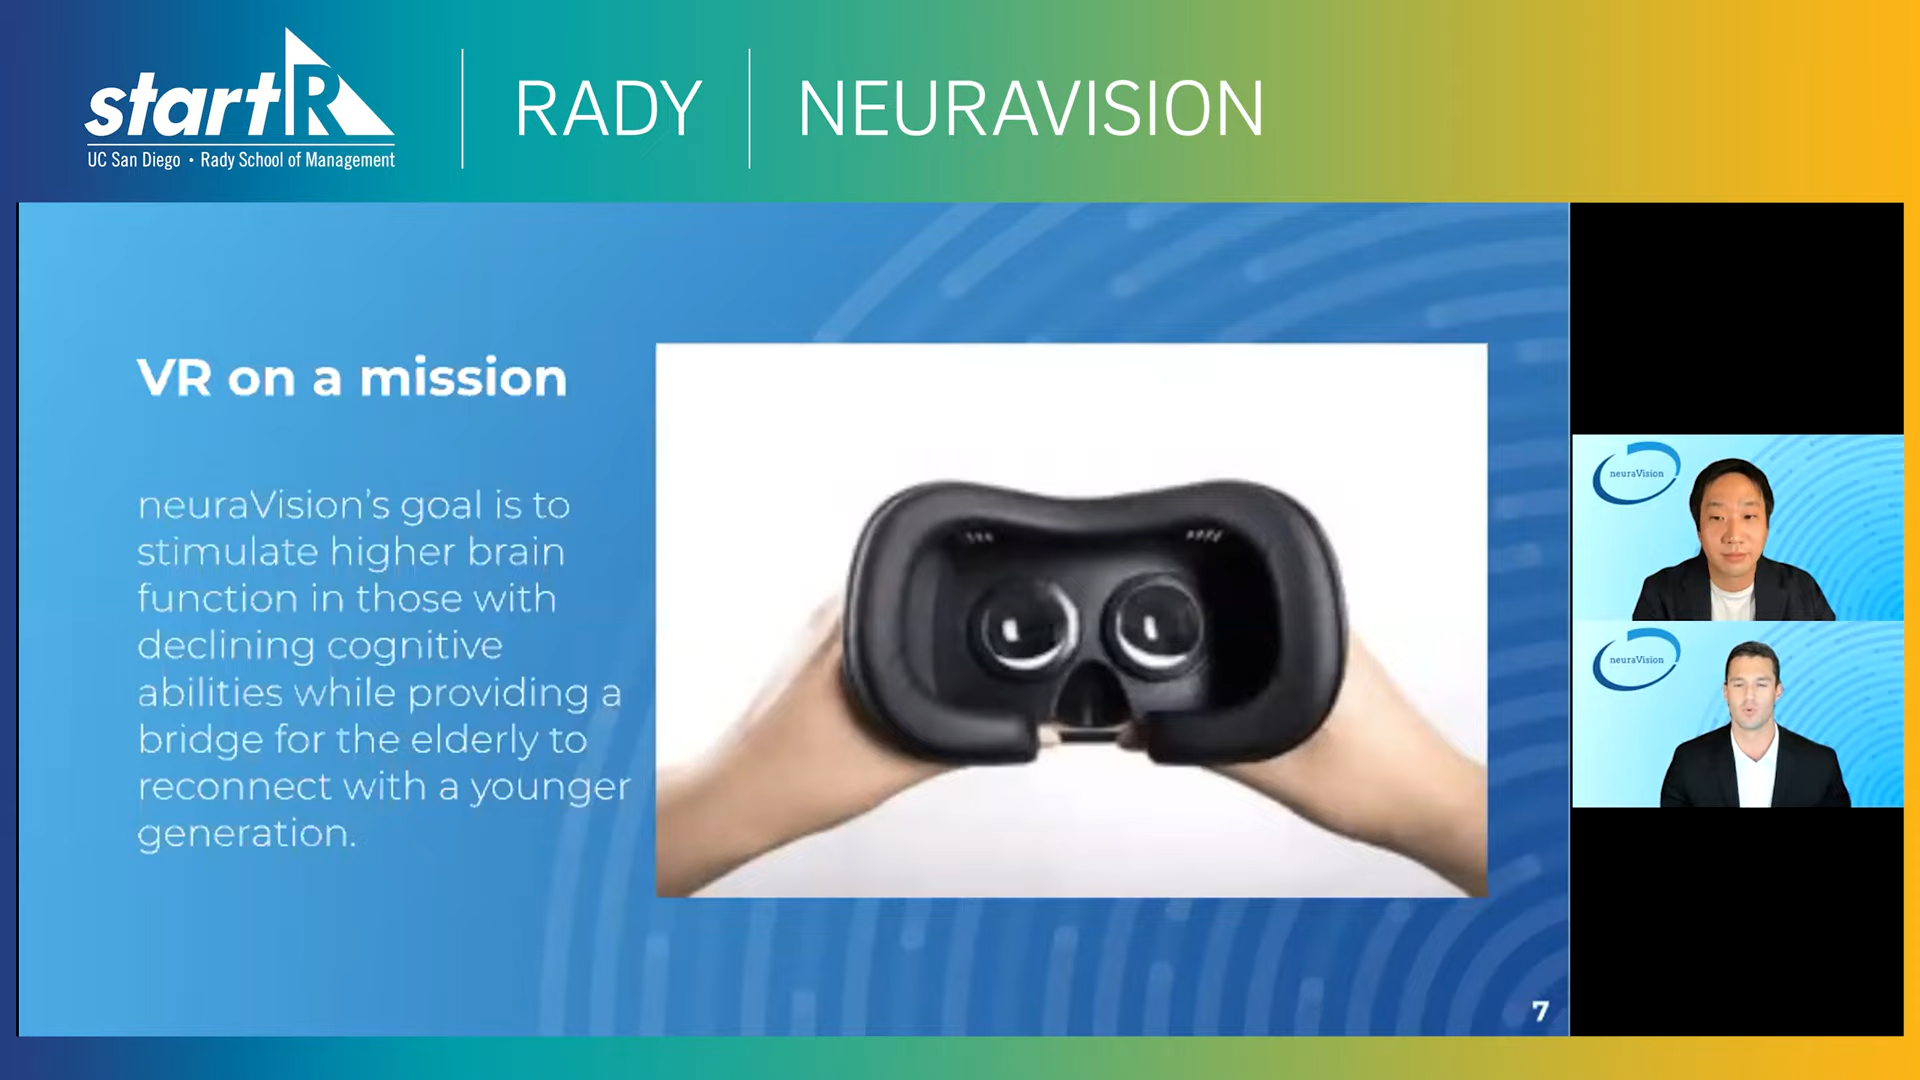 startR
UC San Diego • Rady School of Management
RADY
NEURAVISION
VR on a mission
neuraVision's goal is to
stimulate higher brain
function in those with
declining cognitive
abilities while providing a
bridge for the elderly to
reconnect with a younger
generation.
neuraVision
neuraVision
7